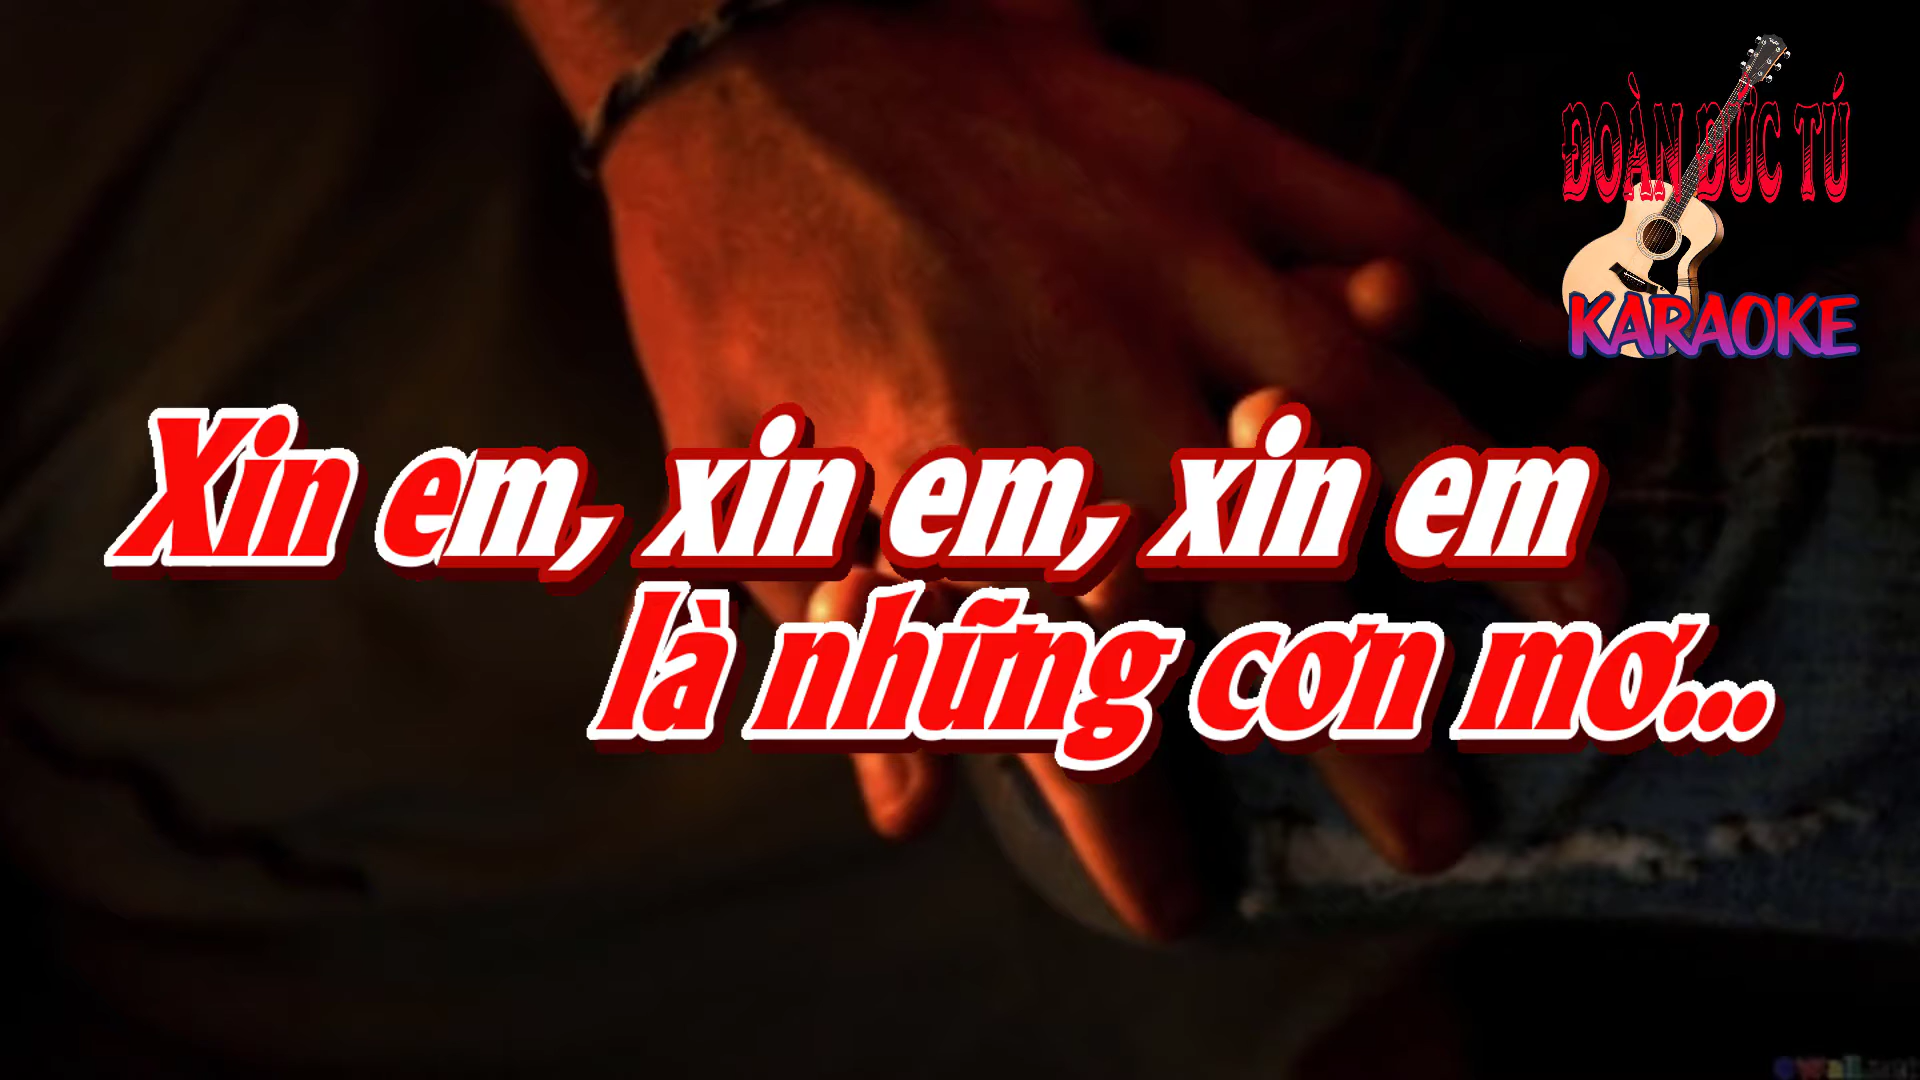 ĐOÀN ĐỨC TÚ
KARAOKE
Xin em, xin em, xin em
là những cơn mơ...